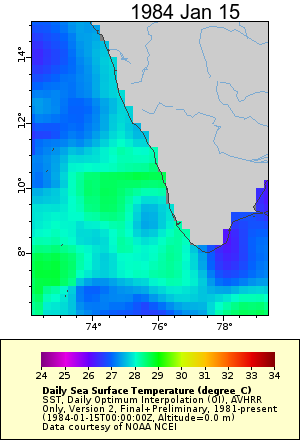 1984 Jan 15
14°
12°
10°
8°
74° 76° 78°
24 25 26 27 28 29 30 31 32 33 34
Daily Sea Surface Temperature (degree_C)
SST, Daily Optimum Interpolation (OI), AVHRR
Only, Version 2, Final+Preliminary, 1981-present
(1984-01-15T00:00:00Z, Altitude=0.0 m)
Data courtesy of NOAA NCEI